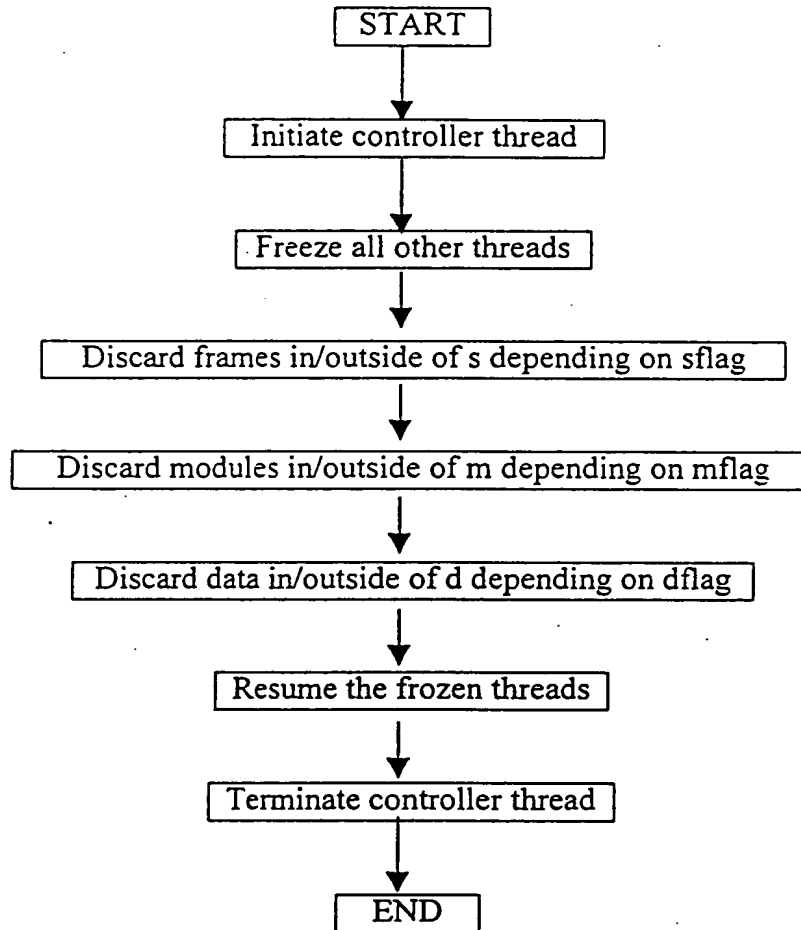 START
Initiate controller thread
Freeze all other threads
Discard frames in/outside of s depending on sflag
Discard modules in/outside of m depending on mflag
Discard data in/outside of d depending on dflag
Resume the frozen threads
Terminate controller thread
END